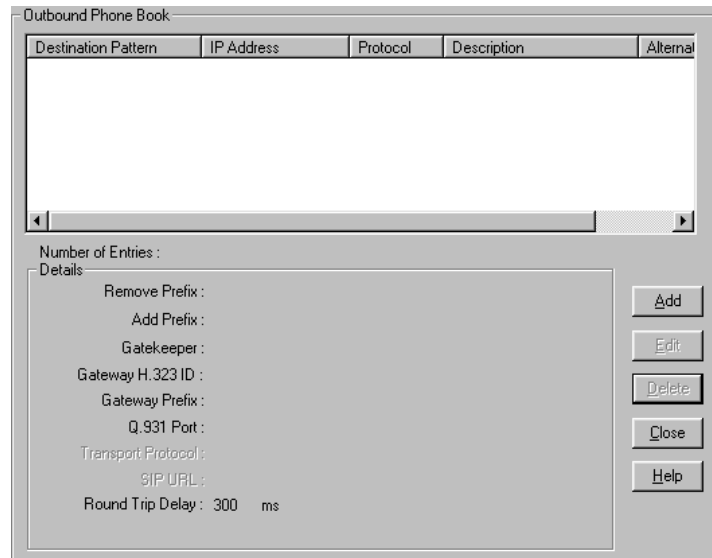 Outbound Phone Book
Destination Pattern IP Address Protocol Description Alternat
Number of Entries :
Details
Remove Prefix :
Add Prefix :
Gatekeeper :
Gateway H.323 ID :
Gateway Prefix :
Q.931 Port :
Transport Protocol :
SIP URL :
Round Trip Delay : 300 ms
Add
Edit
Delete
Close
Help